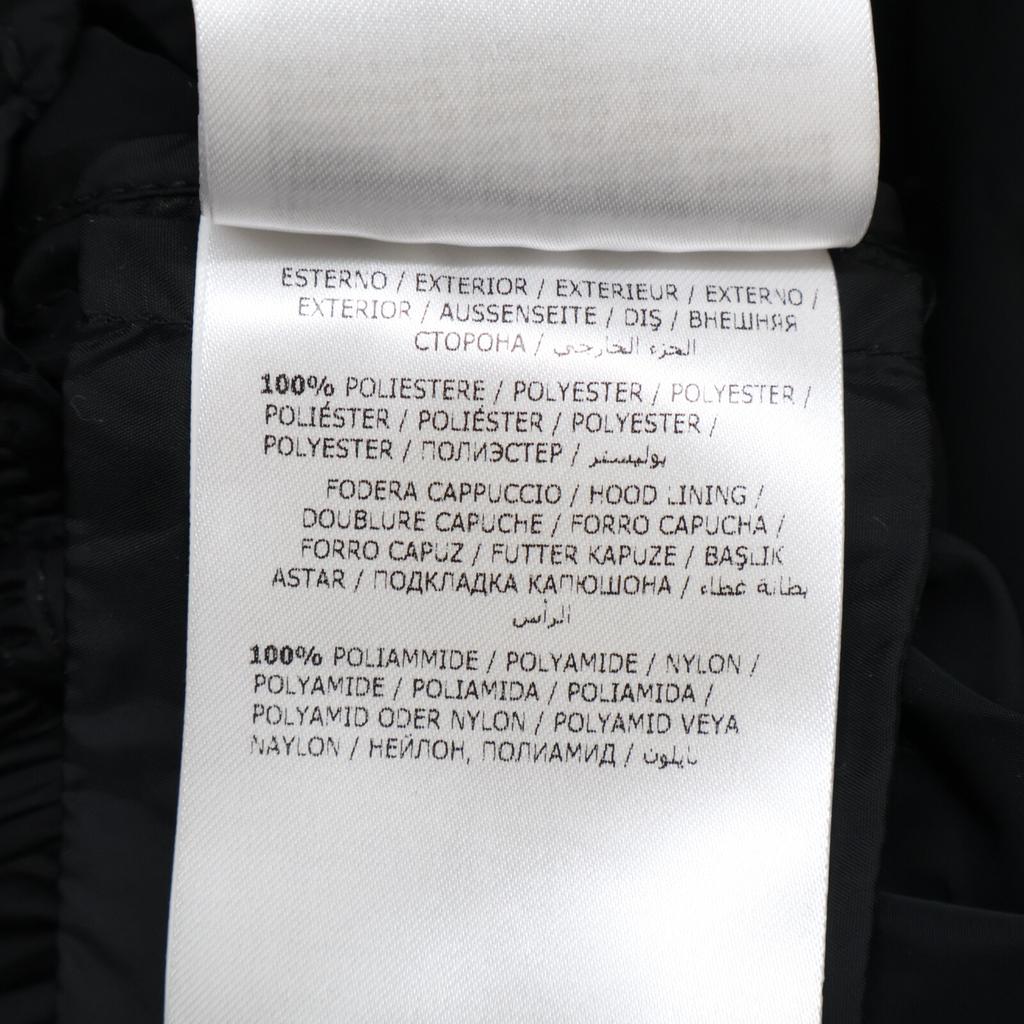 ESTERNO / EXTERIOR / EXTERIEUR / EXTERNO /
EXTERIOR / AUSSENSEITE / DIŞ / ВНЕШНЯЯ
СТОРОНА / الجزء الخارجي
100% POLIESTERE / POLYESTER / POLYESTER /
POLIÉSTER / POLIÉSTER / POLYESTER /
POLYESTER / ПОЛИЭСТЕР / بوليستر
FODERA CAPPUCCIO / HOOD LINING /
DOUBLURE CAPUCHE / FORRO CAPUCHA /
FORRO CAPUZ / FUTTER KAPUZE / BAŞLIK
ASTAR / ПОДКЛАДКА КАПЮШОНА / بطانة غطاء
الرأس
100% POLIAMMIDE / POLYAMIDE / NYLON /
POLYAMIDE / POLIAMIDA / POLIAMIDA /
POLYAMID ODER NYLON / POLYAMID VEYA
NAYLON / НЕЙЛОН, ПОЛИАМИД / نايلون